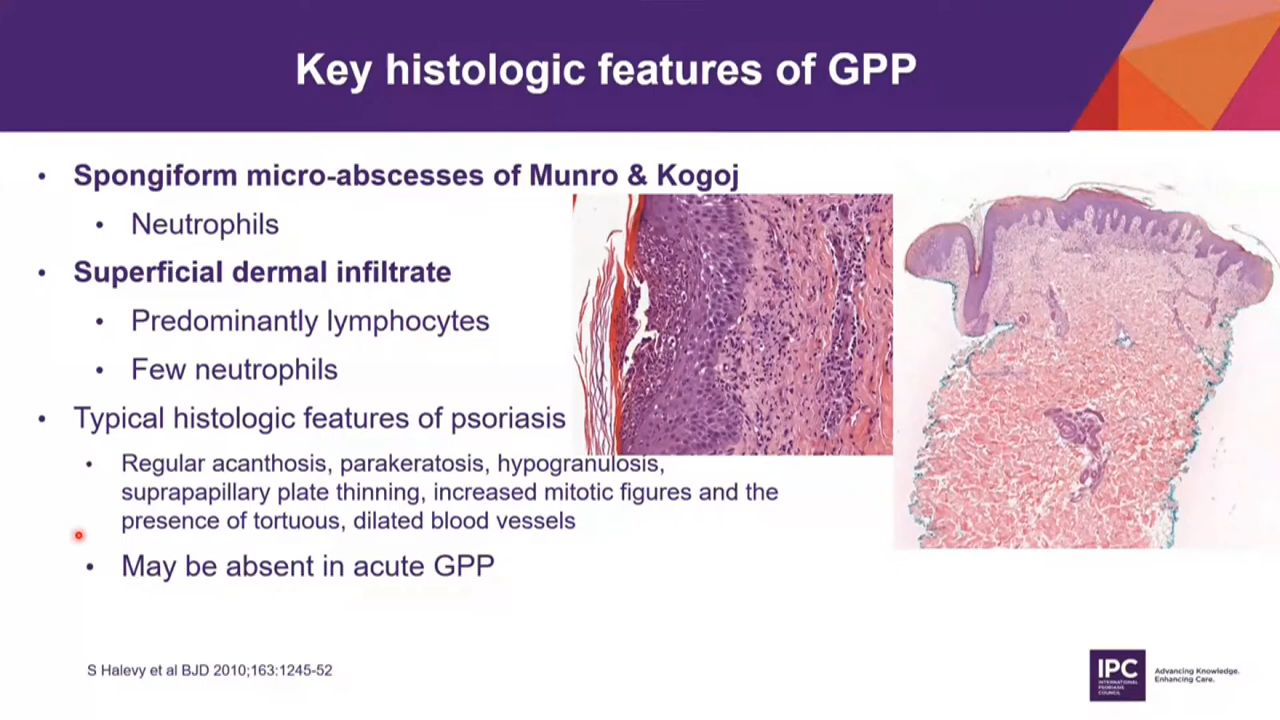 Key histologic features of GPP
• Spongiform micro-abscesses of Munro & Kogoj
• Neutrophils
• Superficial dermal infiltrate
• Predominantly lymphocytes
• Few neutrophils
• Typical histologic features of psoriasis
• Regular acanthosis, parakeratosis, hypogranulosis,
suprapapillary plate thinning, increased mitotic figures and the
presence of tortuous, dilated blood vessels
• May be absent in acute GPP
S Halevy et al BJD 2010;163:1245-52
IPC
INTERNATIONAL
PSORIASIS
COUNCIL
Advancing Knowledge.
Enhancing Care.